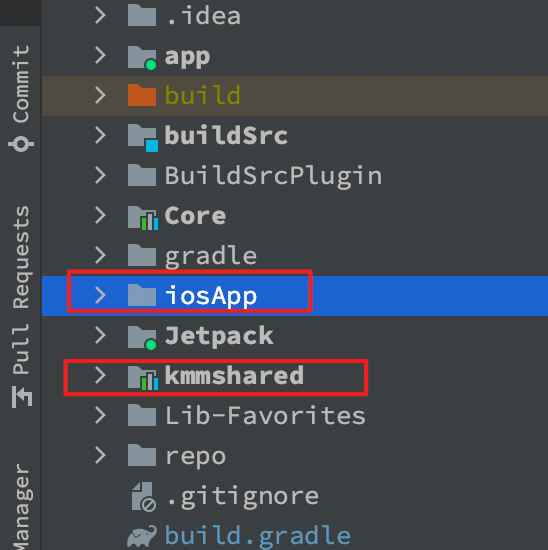 .idea
app
build
buildSrc
BuildSrcPlugin
Core
gradle
iosApp
Jetpack
kmmshared
Lib-Favorites
repo
.gitignore
build.gradle
Commit
Pull Requests
Manager